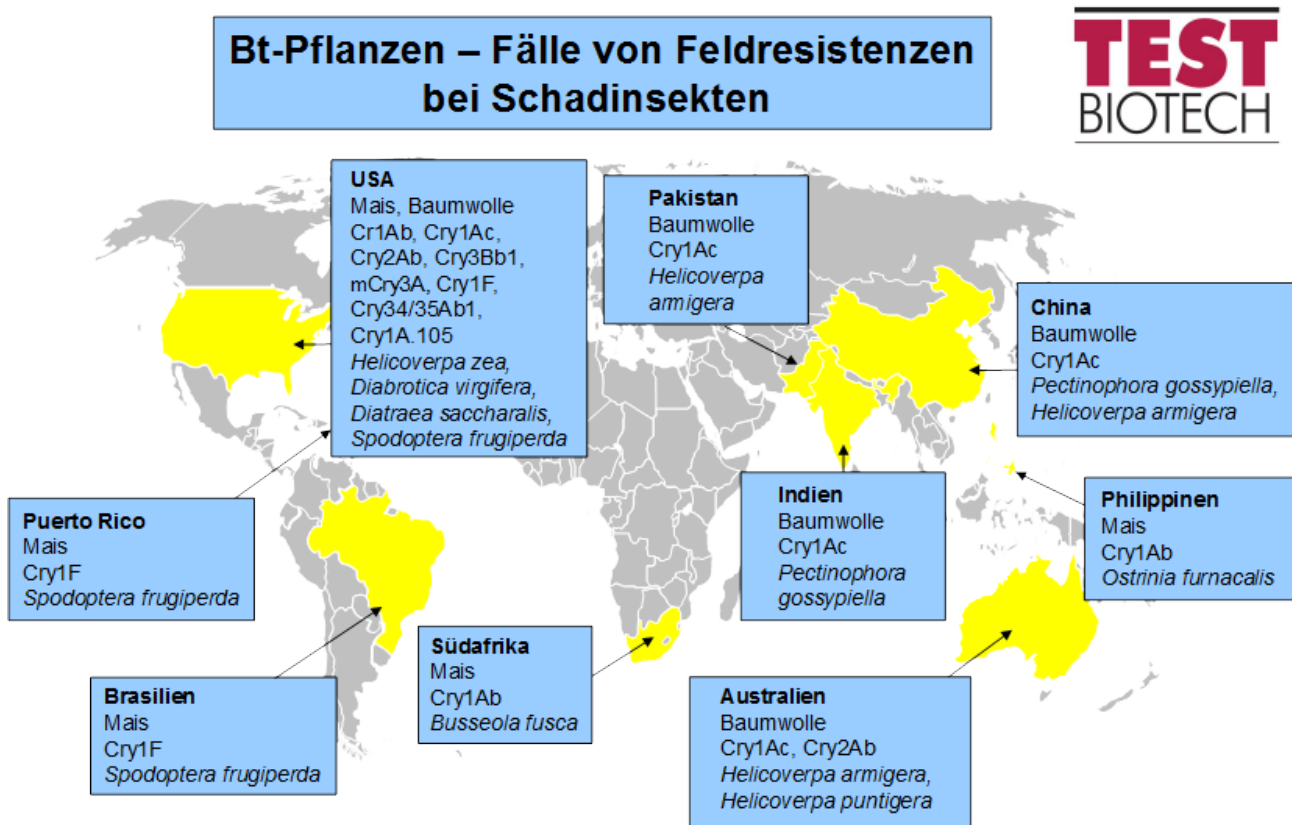 Bt-Pflanzen – Fälle von Feldresistenzen
bei Schadinsekten
TEST
BIOTECH
USA
Mais, Baumwolle
Cr1Ab, Cry1Ac,
Cry2Ab, Cry3Bb1,
mCry3A, Cry1F,
Cry34/35Ab1,
Cry1A.105
Helicoverpa zea,
Diabrotica virgifera,
Diatraea saccharalis,
Spodoptera frugiperda
Pakistan
Baumwolle
Cry1Ac
Helicoverpa
armigera
China
Baumwolle
Cry1Ac
Pectinophora gossypiella,
Helicoverpa armigera
Puerto Rico
Mais
Cry1F
Spodoptera frugiperda
Indien
Baumwolle
Cry1Ac
Pectinophora
gossypiella
Philippinen
Mais
Cry1Ab
Ostrinia furnacalis
Brasilien
Mais
Cry1F
Spodoptera frugiperda
Südafrika
Mais
Cry1Ab
Busseola fusca
Australien
Baumwolle
Cry1Ac, Cry2Ab
Helicoverpa armigera,
Helicoverpa puntigera